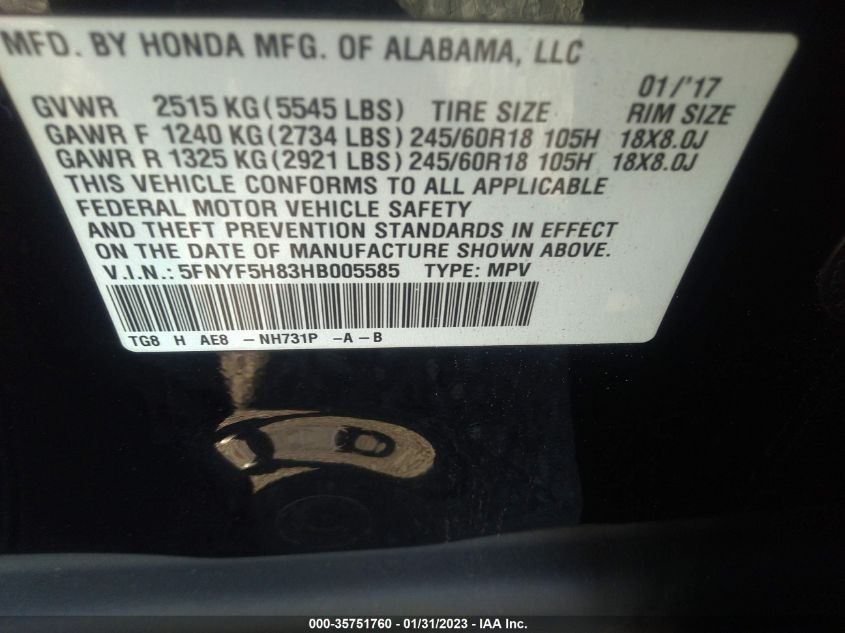 MFD. BY HONDA MFG. OF ALABAMA, LLC
01/'17
GVWR 2515 KG (5545 LBS) TIRE SIZE RIM SIZE
GAWR F 1240 KG (2734 LBS) 245/60R18 105H 18X8.0J
GAWR R 1325 KG (2921 LBS) 245/60R18 105H 18X8.0J
THIS VEHICLE CONFORMS TO ALL APPLICABLE
FEDERAL MOTOR VEHICLE SAFETY
AND THEFT PREVENTION STANDARDS IN EFFECT
ON THE DATE OF MANUFACTURE SHOWN ABOVE.
V.I.N.: 5FNYF5H83HB005585 TYPE: MPV
TG8 H AE8 - NH731P -A - B
000-35751760 - 01/31/2023 - IAA Inc.